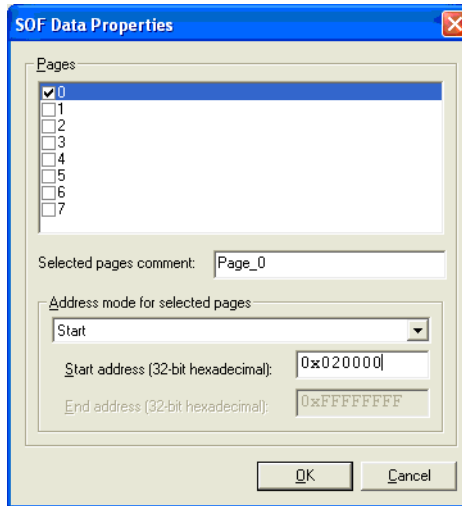 SOF Data Properties
Pages
0
1
2
3
4
5
6
7
Selected pages comment: Page_0
Address mode for selected pages
Start
Start address (32-bit hexadecimal): 0x020000
End address (32-bit hexadecimal): 0xFFFFFFFF
OK Cancel